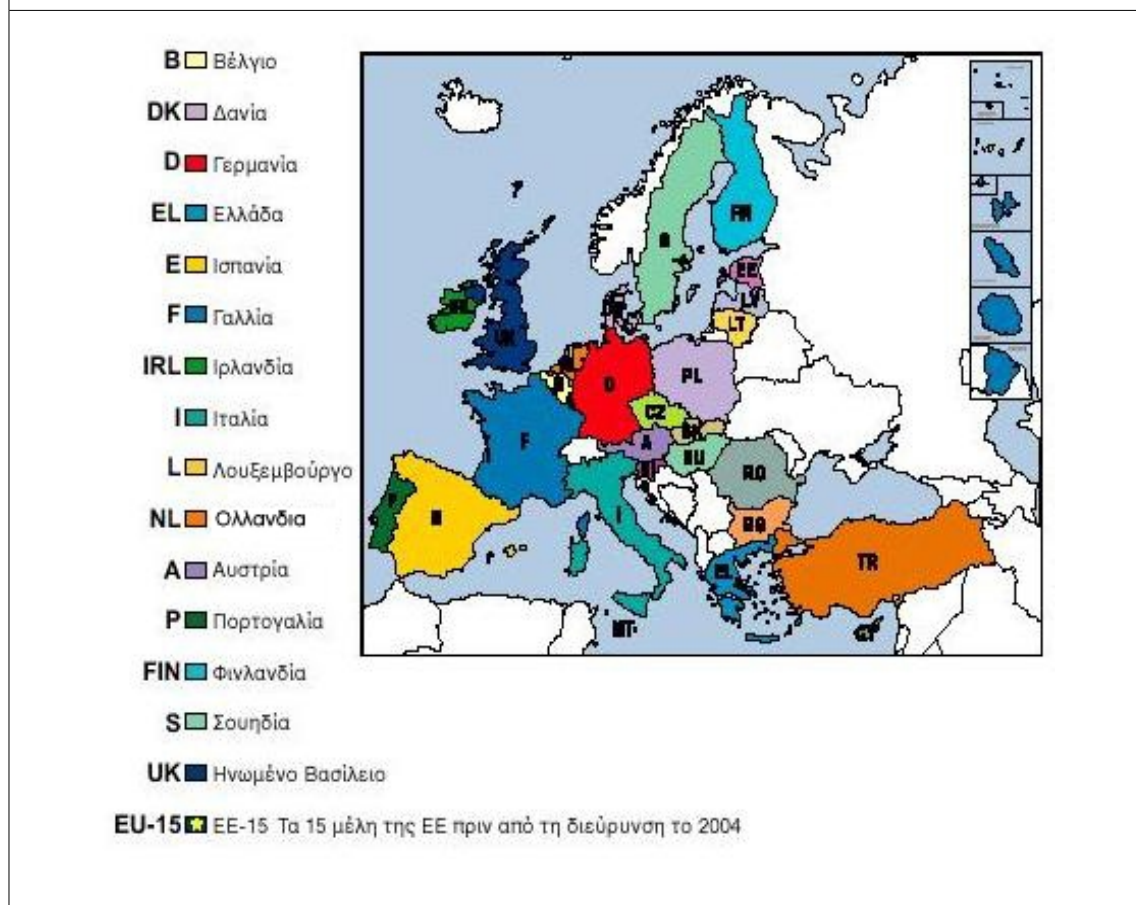 B Βέλγιο
DK Δανία
D Γερμανία
EL Ελλάδα
E Ισπανία
F Γαλλία
IRL Ιρλανδία
I Ιταλία
L Λουξεμβούργο
NL Ολλανδια
A Αυστρία
P Πορτογαλία
FIN Φινλανδία
S Σουηδία
UK Ηνωμένο Βασίλειο
EU-15 ΕΕ-15 Τα 15 μέλη της ΕΕ πριν από τη διεύρυνση το 2004
FIN
S
EE
LV
LT
UK
D
PL
CZ
F
A
HU
RO
I
BG
P
E
EL
TR
MT
CY